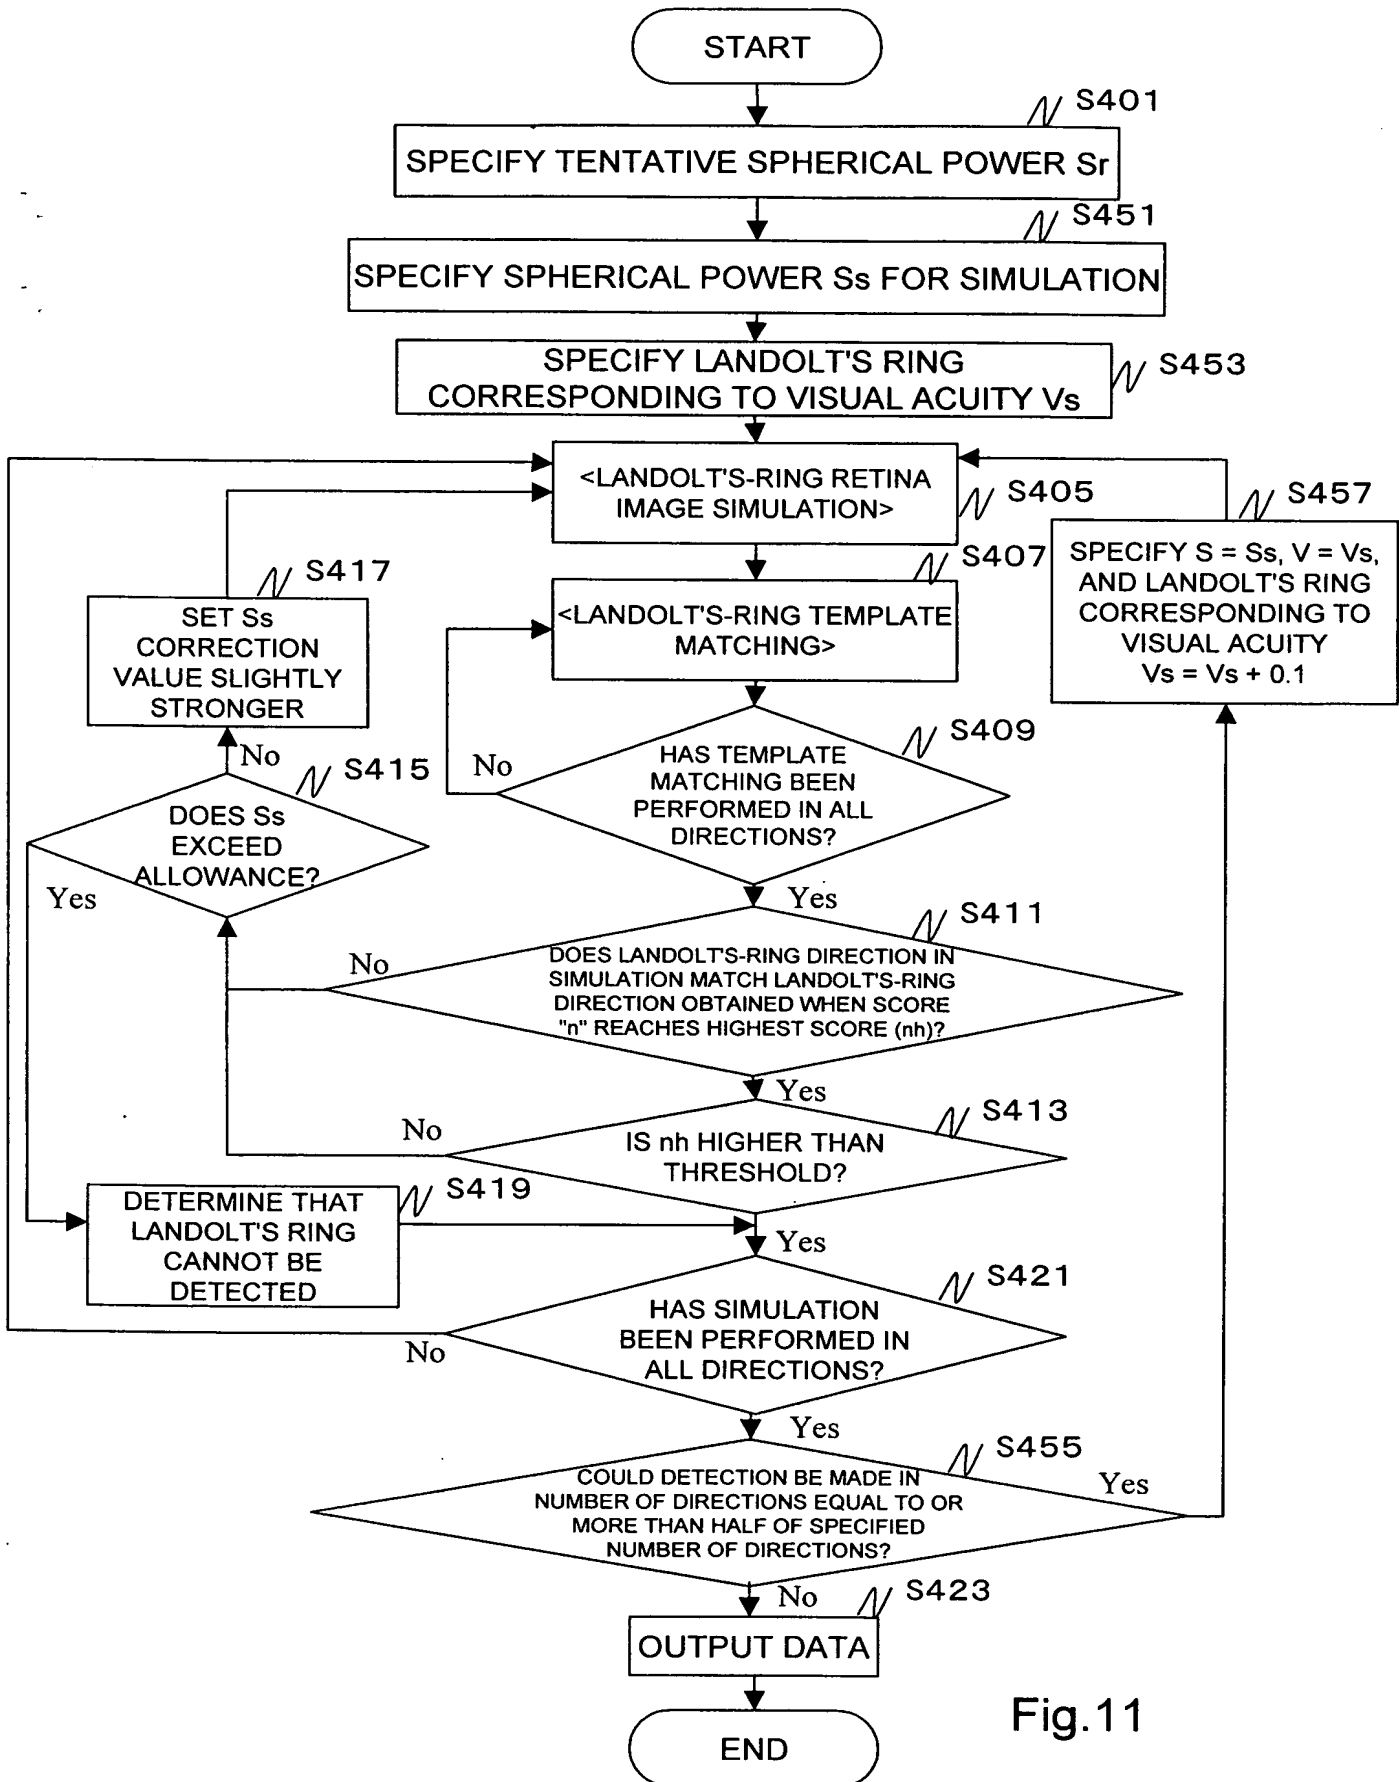 START
S401
SPECIFY TENTATIVE SPHERICAL POWER Sr
S451
SPECIFY SPHERICAL POWER Ss FOR SIMULATION
S453
SPECIFY LANDOLT'S RING
CORRESPONDING TO VISUAL ACUITY Vs
S405
<LANDOLT'S-RING RETINA
IMAGE SIMULATION>
S457
SPECIFY S = Ss, V = Vs,
AND LANDOLT'S RING
CORRESPONDING TO
VISUAL ACUITY
Vs = Vs + 0.1
S407
<LANDOLT'S-RING TEMPLATE
MATCHING>
S417
SET Ss
CORRECTION
VALUE SLIGHTLY
STRONGER
No
S415
DOES Ss
EXCEED
ALLOWANCE?
Yes
S409
No
HAS TEMPLATE
MATCHING BEEN
PERFORMED IN ALL
DIRECTIONS?
Yes
S411
No
DOES LANDOLT'S-RING DIRECTION IN
SIMULATION MATCH LANDOLT'S-RING
DIRECTION OBTAINED WHEN SCORE
"n" REACHES HIGHEST SCORE (nh)?
Yes
S413
No
IS nh HIGHER THAN
THRESHOLD?
S419
DETERMINE THAT
LANDOLT'S RING
CANNOT BE
DETECTED
Yes
S421
HAS SIMULATION
BEEN PERFORMED IN
ALL DIRECTIONS?
No
Yes
S455
COULD DETECTION BE MADE IN
NUMBER OF DIRECTIONS EQUAL TO OR
MORE THAN HALF OF SPECIFIED
NUMBER OF DIRECTIONS?
Yes
No
S423
OUTPUT DATA
END
Fig.11